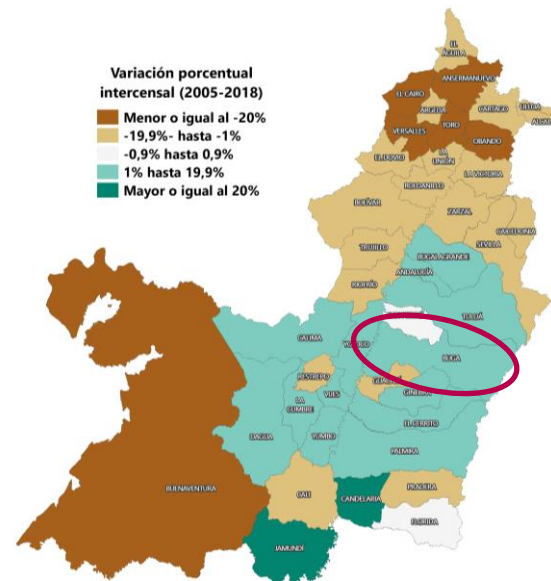 Variación porcentual
intercensal (2005-2018)
Menor o igual al -20%
-19,9%- hasta -1%
-0,9% hasta 0,9%
1% hasta 19,9%
Mayor o igual al 20%
EL
ÁGUILA
ANSERMANUEVO
EL CAIRO
ARGELIA
CARTAGO
ULLOA
VERSALLES
TORO
OBANDO
EL DOVIO
UNIÓN
LA VICTORIA
ROLDANILLO
BOLÍVAR
ZARZAL
CAICEDONIA
SEVILLA
TRUJILLO
BUGALAGRANDE
ANDALUCÍA
RIOFRÍO
TULUÁ
CALIMA
BUGA
RESTREPO
GINEBRA
LA
CUMBRE
VIJES
EL CERRITO
DAGUA
YUMBO
PALMIRA
BUENAVENTURA
CALI
CANDELARIA
PRADERA
FLORIDA
JAMUNDÍ